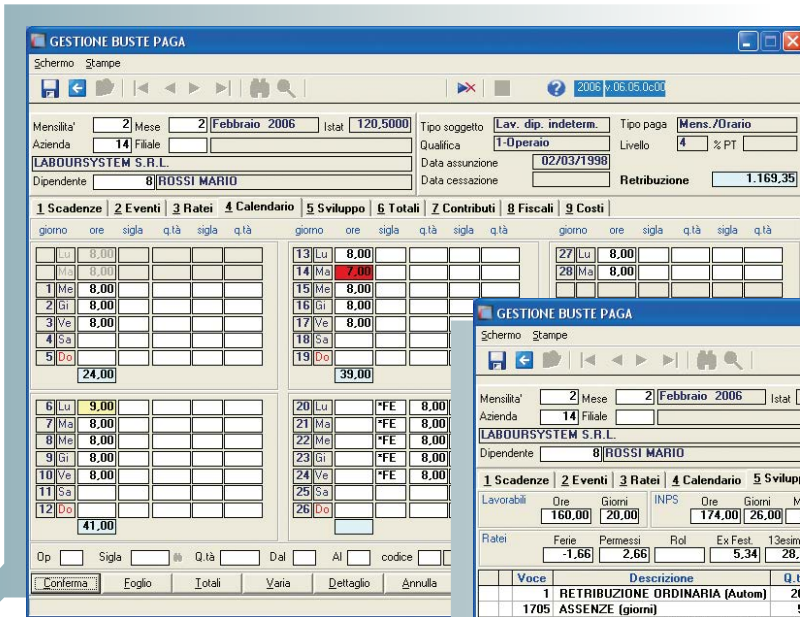 GESTIONE BUSTE PAGA
Schermo Stampe
2006 v.06.05.0c00
Mensilita' 2 Mese 2 Febbraio 2006 Istat 120,5000
Azienda 14 Filiale
LABOURSYSTEM S.R.L.
Dipendente 8 ROSSI MARIO
Tipo soggetto Lav. dip. indeterm. Tipo paga Mens./Orario
Qualifica 1-Operaio Livello 4 % PT
Data assunzione 02/03/1998
Data cessazione Retribuzione 1.169,35
1 Scadenze 2 Eventi 3 Ratei 4 Calendario 5 Sviluppo 6 Totali 7 Contributi 8 Fiscali 9 Costi
giorno ore sigla q.tà sigla q.tà giorno ore sigla q.tà sigla q.tà giorno ore sigla q.tà sigla q.tà
Lu 8,00 13 Lu 8,00 27 Lu 8,00
Ma 8,00 14 Ma 7,00 28 Ma 8,00
1 Me 8,00 15 Me 8,00
2 Gi 8,00 16 Gi 8,00
3 Ve 8,00 17 Ve 8,00
4 Sa 18 Sa
5 Do 19 Do
24,00 39,00
6 Lu 9,00 20 Lu *FE 8,00
7 Ma 8,00 21 Ma *FE 8,00
8 Me 8,00 22 Me *FE 8,00
9 Gi 8,00 23 Gi *FE 8,00
10 Ve 8,00 24 Ve *FE 8,00
11 Sa 25 Sa
12 Do 26 Do
41,00
Op Sigla Q.tà Dal Al codice
Conferma Foglio Totali Varia Dettaglio Annulla
GESTIONE BUSTE PAGA
Schermo Stampe
Mensilita' 2 Mese 2 Febbraio 2006 Istat
Azienda 14 Filiale
LABOURSYSTEM S.R.L.
Dipendente 8 ROSSI MARIO
1 Scadenze 2 Eventi 3 Ratei 4 Calendario 5
Lavorabili Ore Giorni INPS Ore Giorni
160,00 20,00 174,00 26,00
Ratei Ferie Permessi Rol Ex Fest.
-1,66 2,66 5,34
Voce Descrizione
1 RETRIBUZIONE ORDINARIA (Autom)
1705 ASSENZE (giorni)